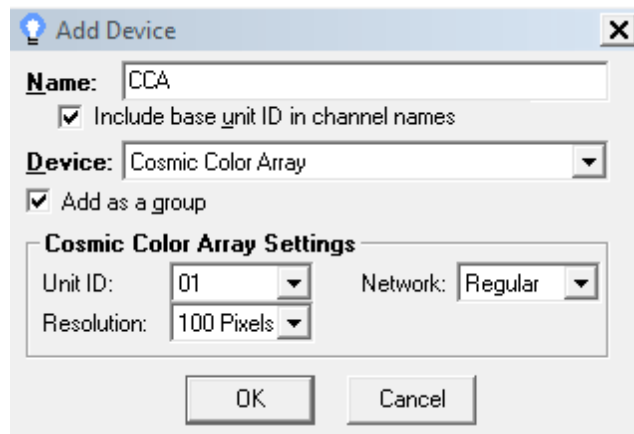 Add Device
Name: CCA
Include base unit ID in channel names
Device: Cosmic Color Array
Add as a group
Cosmic Color Array Settings
Unit ID: 01 Network: Regular
Resolution: 100 Pixels
OK Cancel